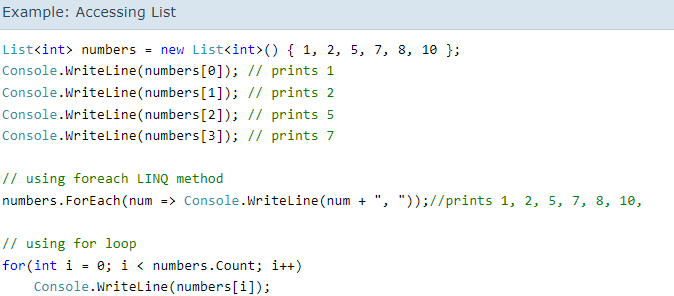 Example: Accessing List
List<int> numbers = new List<int>() { 1, 2, 5, 7, 8, 10 };
Console.WriteLine(numbers[0]); // prints 1
Console.WriteLine(numbers[1]); // prints 2
Console.WriteLine(numbers[2]); // prints 5
Console.WriteLine(numbers[3]); // prints 7
// using foreach LINQ method
numbers.ForEach(num => Console.WriteLine(num + ", "));//prints 1, 2, 5, 7, 8, 10,
// using for loop
for(int i = 0; i < numbers.Count; i++)
    Console.WriteLine(numbers[i]);